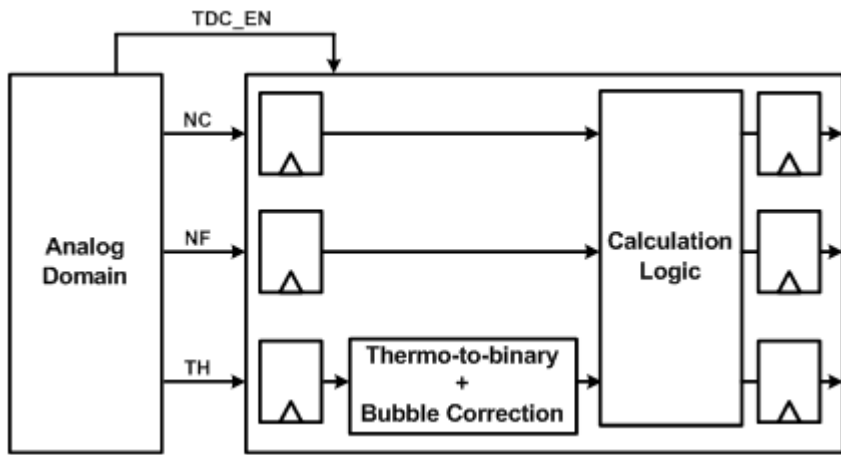 TDC_EN
NC
NF
TH
Analog
Domain
Calculation
Logic
Thermo-to-binary
+
Bubble Correction